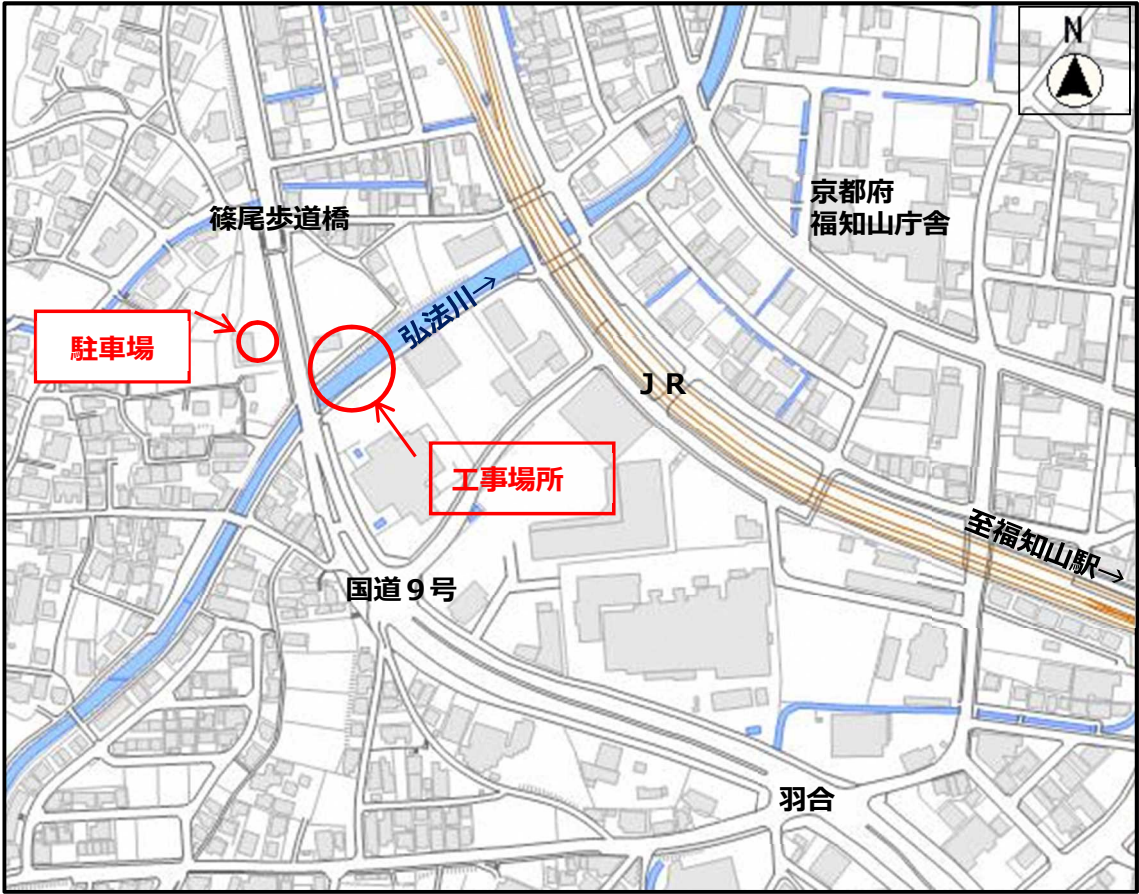 N
京都府
福知山庁舎
篠尾歩道橋
弘法川→
駐車場
ＪＲ
工事場所
至福知山駅→
国道９号
羽合